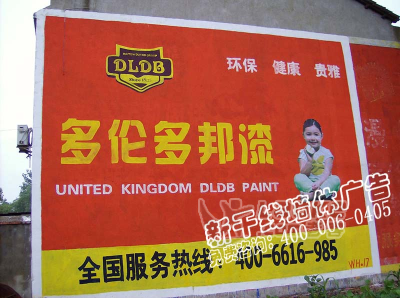 DLDB
环保 健康 贵雅
多伦多邦漆
UNITED KINGDOM DLDB PAINT
新干线墙体广告
400-006-0405
全国服务热线：400-6616-985
WH-17